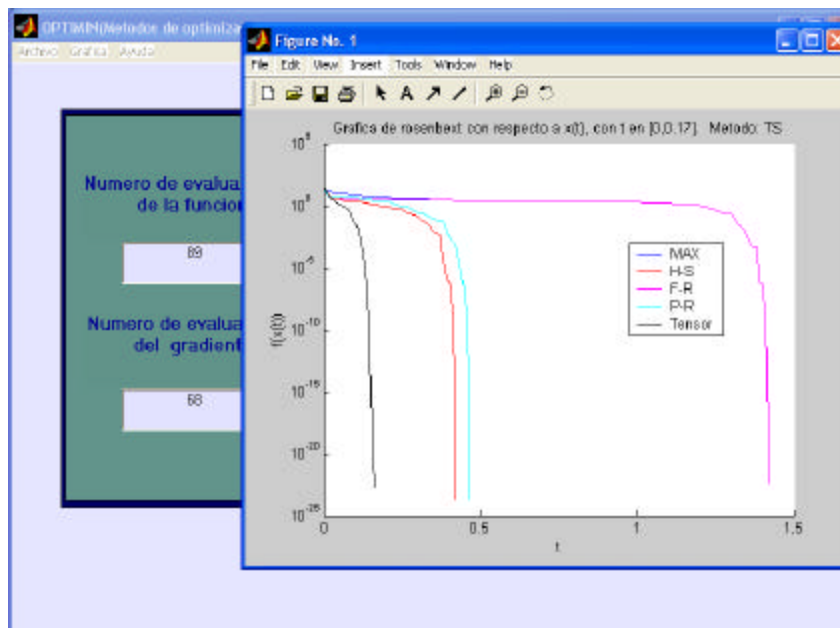 OPTIMIN(Metodos de optimiza
Archivo Gráfica Ayuda
Numero de evalua
de la funcion
69
Numero de evalua
del gradient
68
Figure No. 1
File Edit View Insert Tools Window Help
Grafica de rosenbext con respecto a x(t), con t en [0,0.17]. Metodo: TS
10^5
10^0
10^-5
10^-10
10^-15
10^-20
10^-25
f(x(t))
0 0.5 1 1.5
t
MAX
H-S
F-R
P-R
Tensor